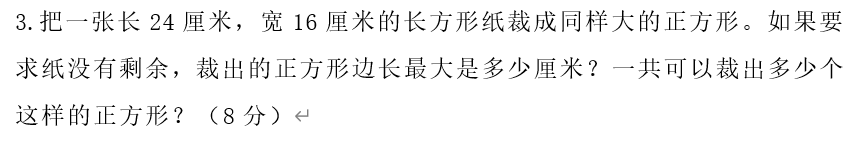 3.把一张长 24 厘米，宽 16 厘米的长方形纸裁成同样大的正方形。如果要
求纸没有剩余，裁出的正方形边长最大是多少厘米？一共可以裁出多少个
这样的正方形？（8 分）↵